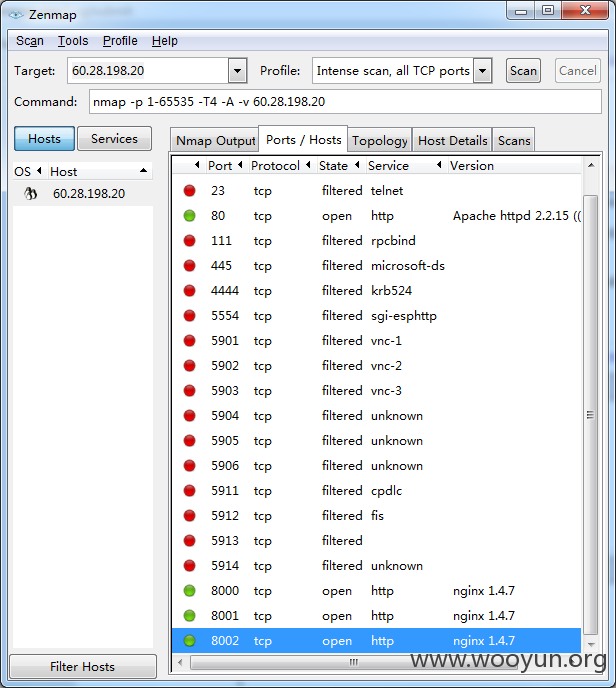 Zenmap
Scan Tools Profile Help
Target: 60.28.198.20 Profile: Intense scan, all TCP ports Scan Cancel
Command: nmap -p 1-65535 -T4 -A -v 60.28.198.20
Hosts Services Nmap Output Ports / Hosts Topology Host Details Scans
OS Host Port Protocol State Service Version
60.28.198.20
23 tcp filtered telnet
80 tcp open http Apache httpd 2.2.15 ((
111 tcp filtered rpcbind
445 tcp filtered microsoft-ds
4444 tcp filtered krb524
5554 tcp filtered sgi-esphttp
5901 tcp filtered vnc-1
5902 tcp filtered vnc-2
5903 tcp filtered vnc-3
5904 tcp filtered unknown
5905 tcp filtered unknown
5906 tcp filtered unknown
5911 tcp filtered cpdlc
5912 tcp filtered fis
5913 tcp filtered
5914 tcp filtered unknown
8000 tcp open http nginx 1.4.7
8001 tcp open http nginx 1.4.7
8002 tcp open http nginx 1.4.7
Filter Hosts
www.wooyun.org